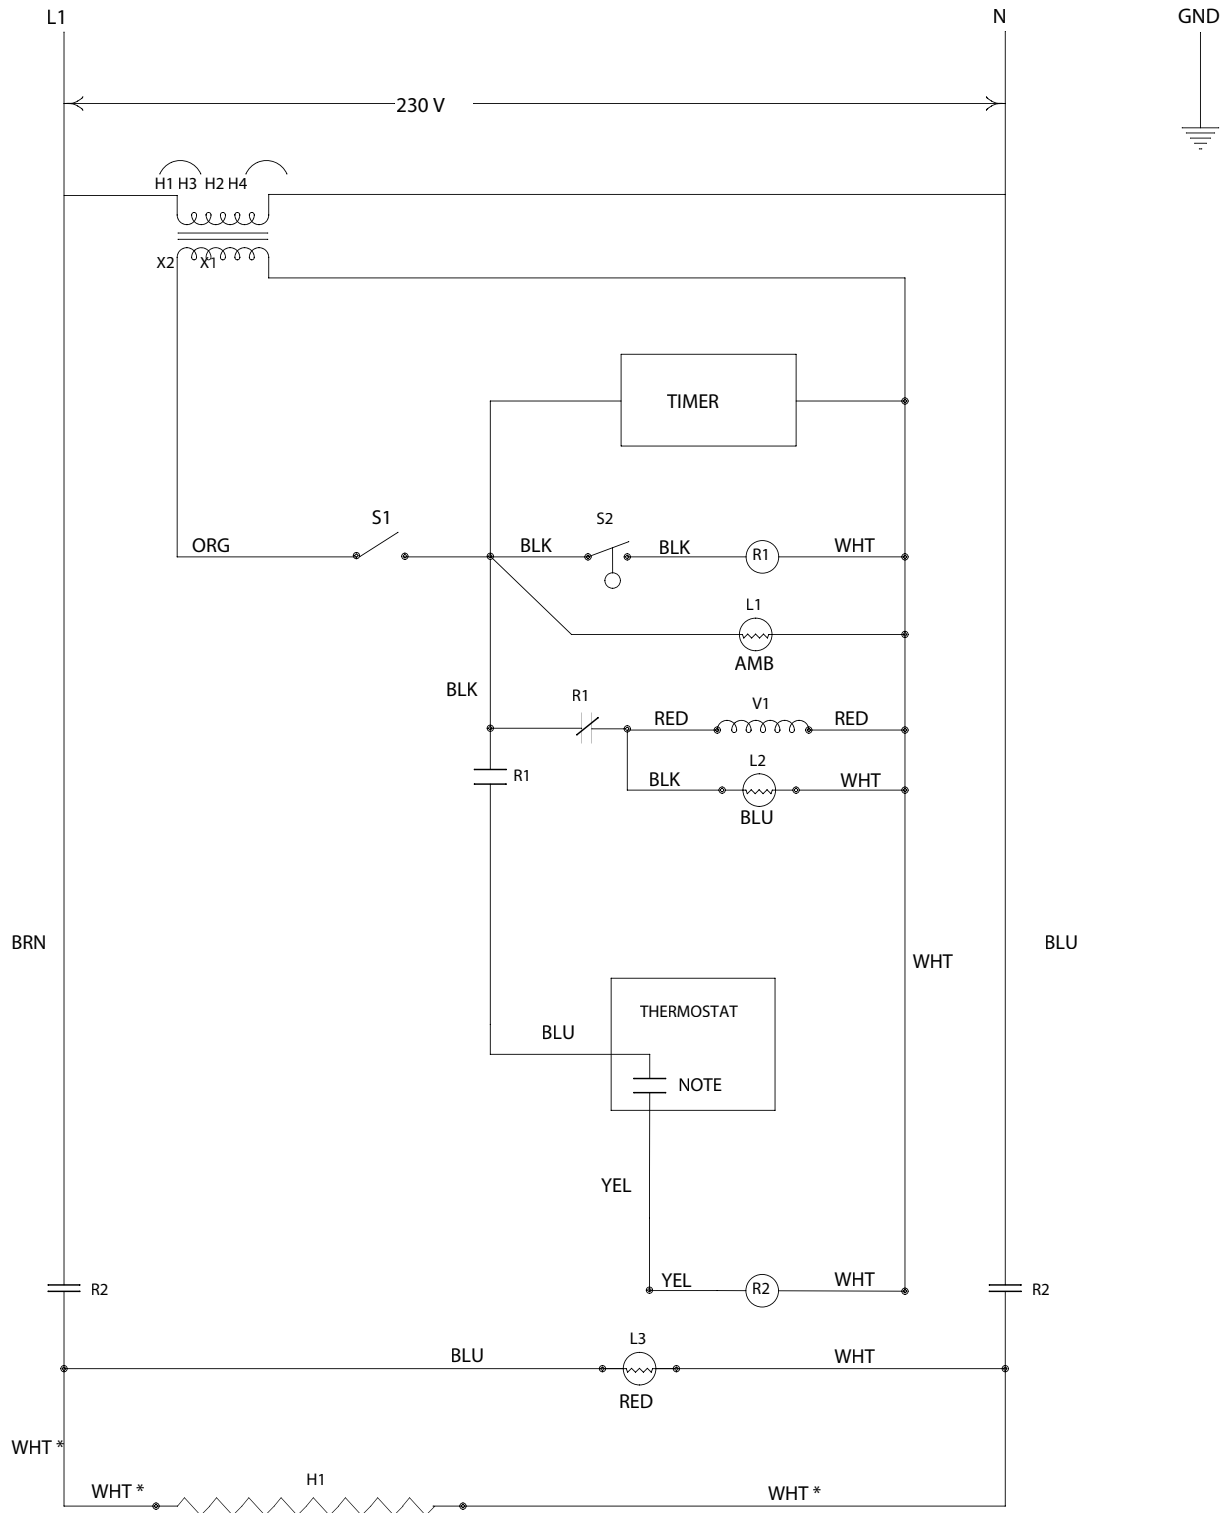 L1
N
GND
230 V
H1 H3 H2 H4
X2 X1
TIMER
S1
S2
ORG
BLK
BLK
R1
WHT
L1
AMB
BLK
R1
V1
RED
RED
R1
L2
BLK
WHT
BLU
BRN
BLU
WHT
THERMOSTAT
BLU
NOTE
YEL
R2
YEL
R2
WHT
R2
L3
BLU
WHT
RED
WHT *
H1
WHT *
WHT *